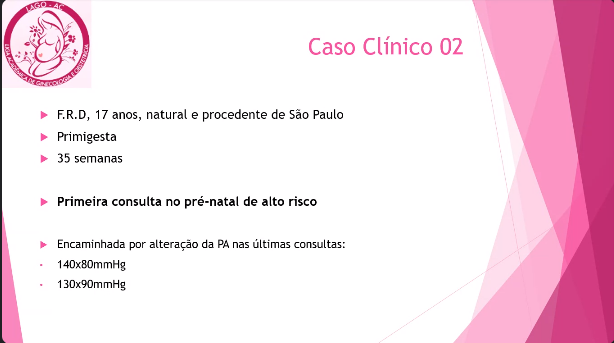 LAGO - AC
LIGA ACADÊMICA DE GINECOLOGIA E OBSTETRÍCIA
Caso Clínico 02
F.R.D, 17 anos, natural e procedente de São Paulo
Primigesta
35 semanas
Primeira consulta no pré-natal de alto risco
Encaminhada por alteração da PA nas últimas consultas:
- 140x80mmHg
- 130x90mmHg